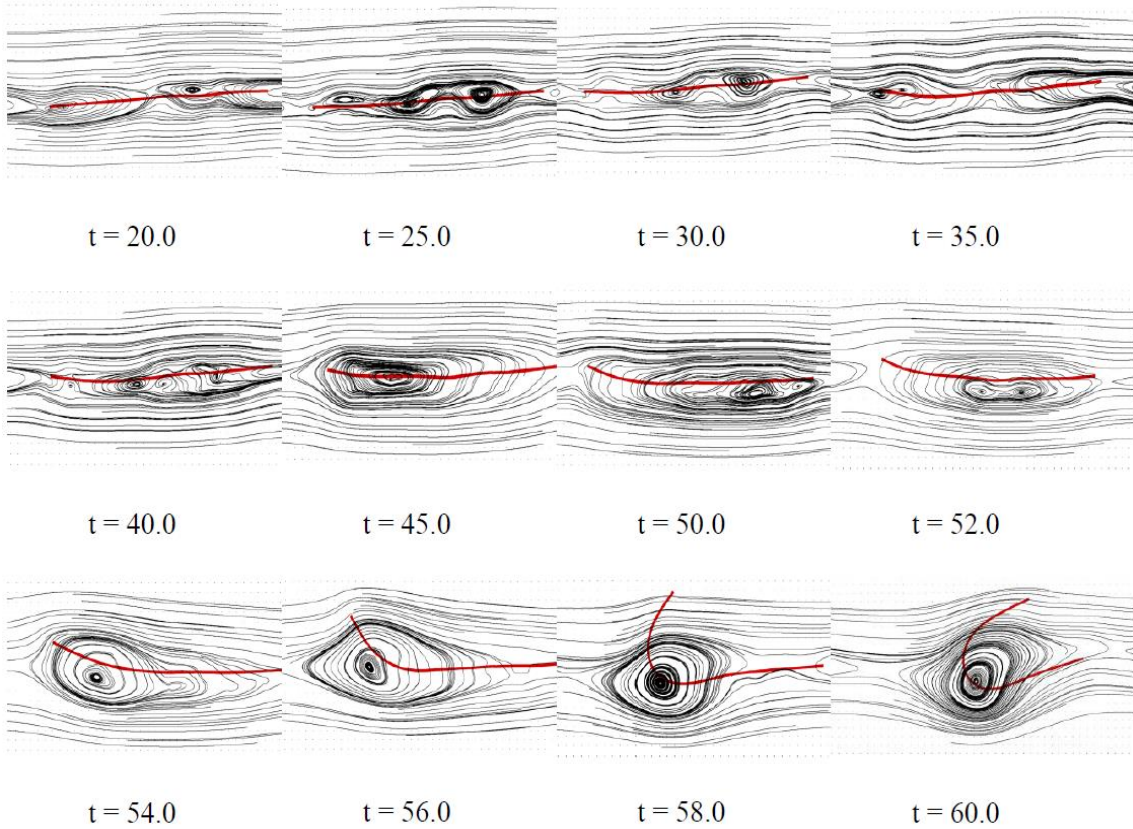 t = 20.0
t = 25.0
t = 30.0
t = 35.0
t = 40.0
t = 45.0
t = 50.0
t = 52.0
t = 54.0
t = 56.0
t = 58.0
t = 60.0